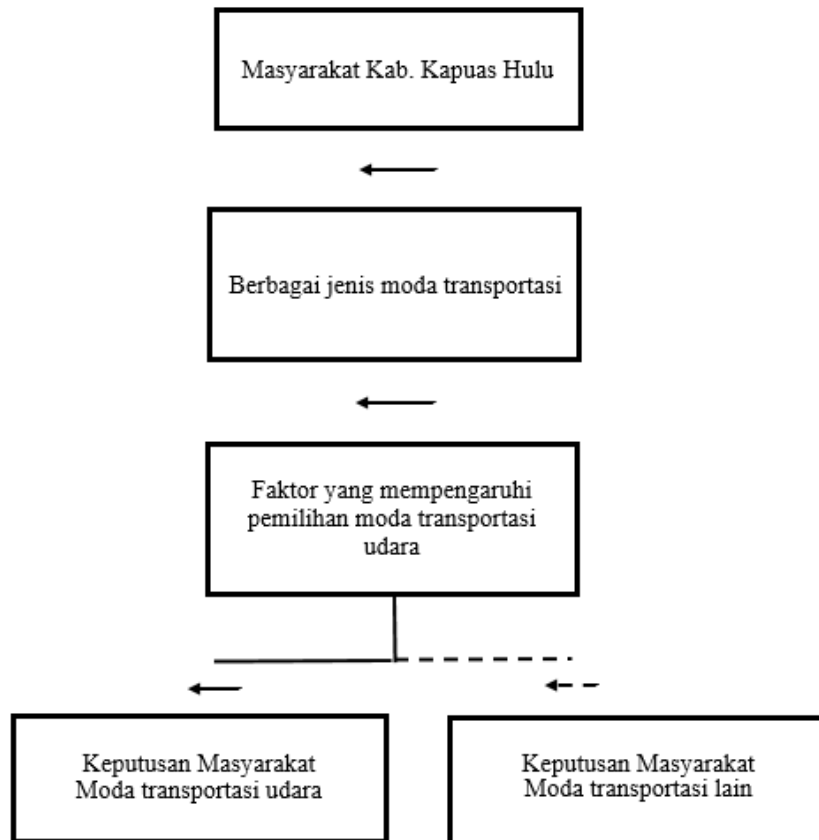 Masyarakat Kab. Kapuas Hulu
Berbagai jenis moda transportasi
Faktor yang mempengaruhi
pemilihan moda transportasi
udara
Keputusan Masyarakat
Moda transportasi udara
Keputusan Masyarakat
Moda transportasi lain